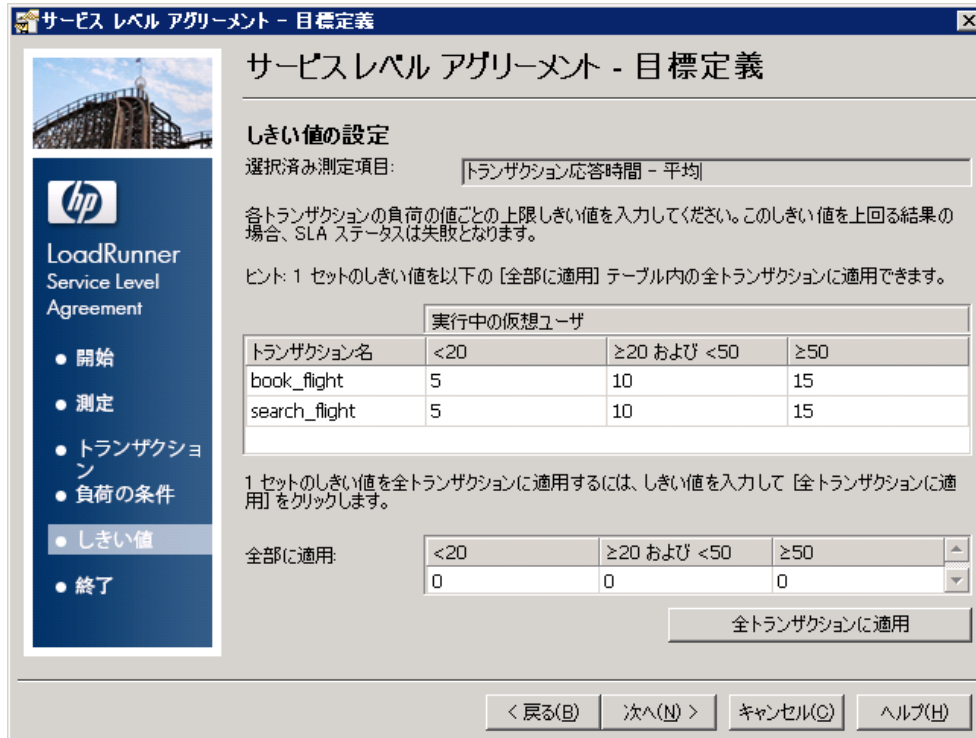 サービス レベル アグリーメント - 目標定義
サービスレベル アグリーメント - 目標定義
hp
LoadRunner
Service Level
Agreement
開始
測定
トランザクショ
ン
負荷の条件
しきい値
終了
しきい値の設定
選択済み測定項目:
トランザクション応答時間 - 平均
各トランザクションの負荷の値ごとの上限しきい値を入力してください。このしきい値を上回る結果の
場合、SLA ステータスは失敗となります。
ヒント: 1 セットのしきい値を以下の [全部に適用] テーブル内の全トランザクションに適用できます。
実行中の仮想ユーザ
トランザクション名 <20 ≥20 および <50 ≥50
book_flight 5 10 15
search_flight 5 10 15
1 セットのしきい値を全トランザクションに適用するには、しきい値を入力して [全トランザクションに適
用] をクリックします。
全部に適用:
<20 ≥20 および <50 ≥50
0 0 0
全トランザクションに適用
< 戻る(B) 次へ(N) > キャンセル(C) ヘルプ(H)